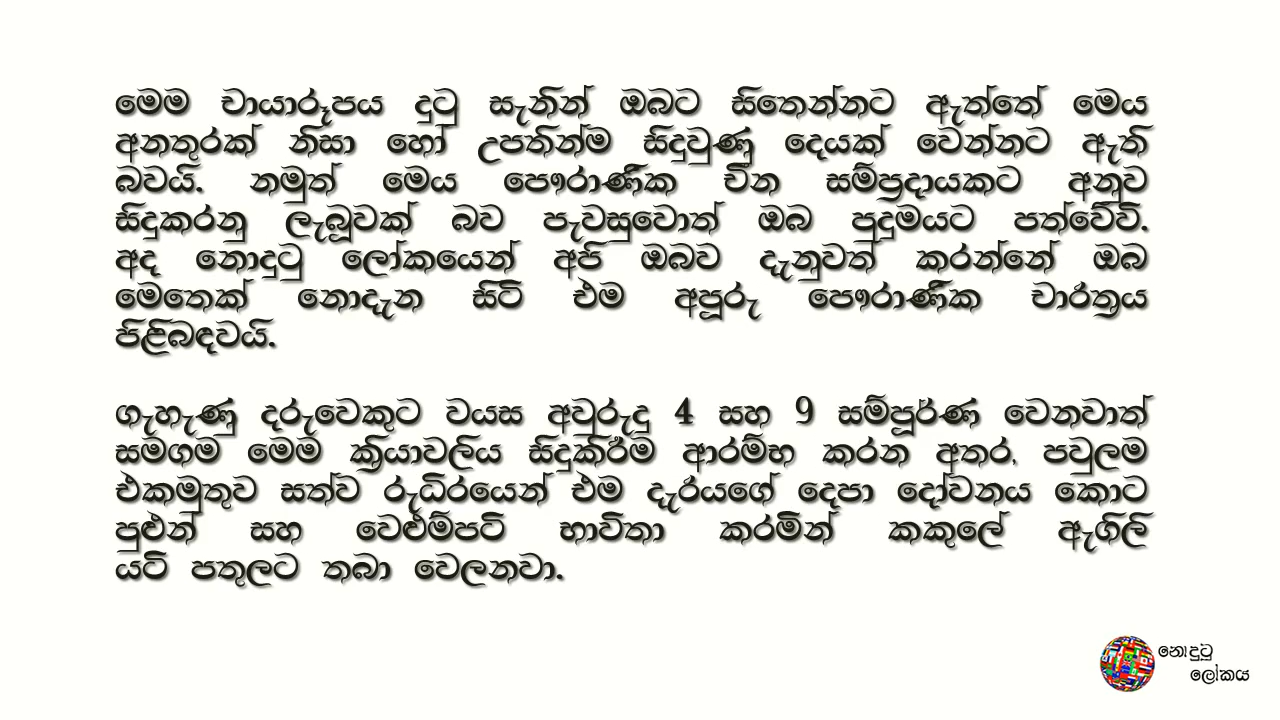 මෙම චායාරූපය දුටු සැනින් ඔබට සිතෙන්නට ඇත්තේ මෙය
අනතුරක් නිසා හෝ උපතින්ම සිදුවුණු දෙයක් වෙන්නට ඇති
බවයි. නමුත් මෙය පෞරාණික චීන සම්ප්‍රදායකට අනුව
සිදුකරනු ලැබූවක් බව පැවසුවොත් ඔබ පුදුමයට පත්වේවි.
අද නොදුටු ලෝකයෙන් අපි ඔබව දැනුවත් කරන්නේ ඔබ
මෙතෙක් නොදැන සිටි එම අපූරු පෞරාණික චාරිත්‍රය
පිළිබඳවයි.
ගැහැණු දරුවෙකුට වයස අවුරුදු 4 සහ 9 සම්පූර්ණ වෙනවාත්
සමගම මෙම ක්‍රියාවලිය සිදුකිරීම ආරම්භ කරන අතර, පවුලම
එකමුතුව සත්ව රුධිරයෙන් එම දැරියගේ දෙපා දෝවනය කොට
පුළුන් සහ වෙළුම්පටි භාවිතා කරමින් කකුලේ ඇගිලි
යටි පතුලට තබා වෙලනවා.
නොදුටු
ලෝකය